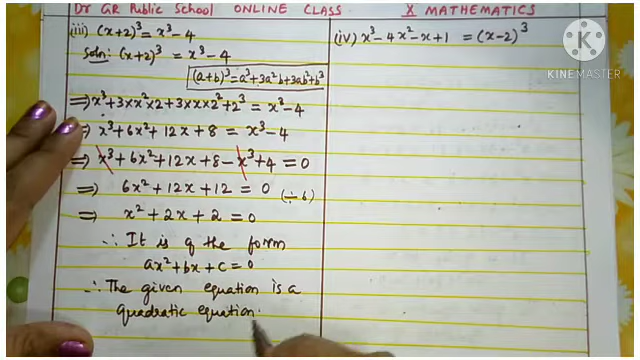 Dr GR Public School ONLINE CLASS X MATHEMATICS
(iii) (x+2)³ = x³-4
Soln: (x+2)³ = x³-4
(a+b)³=a³+3a²b+3ab²+b³
⇒ x³+3×x²×2+3×x×2²+2³ = x³-4
⇒ x³+6x²+12x+8 = x³-4
⇒ x³+6x²+12x+8-x³+4 = 0
⇒ 6x²+12x+12 = 0 (÷6)
⇒ x²+2x+2=0
∴ It is of the form
ax²+bx+c=0
∴ The given equation is a
quadratic equation.
(iv) x³-4x²-x+1 = (x-2)³
KINEMASTER